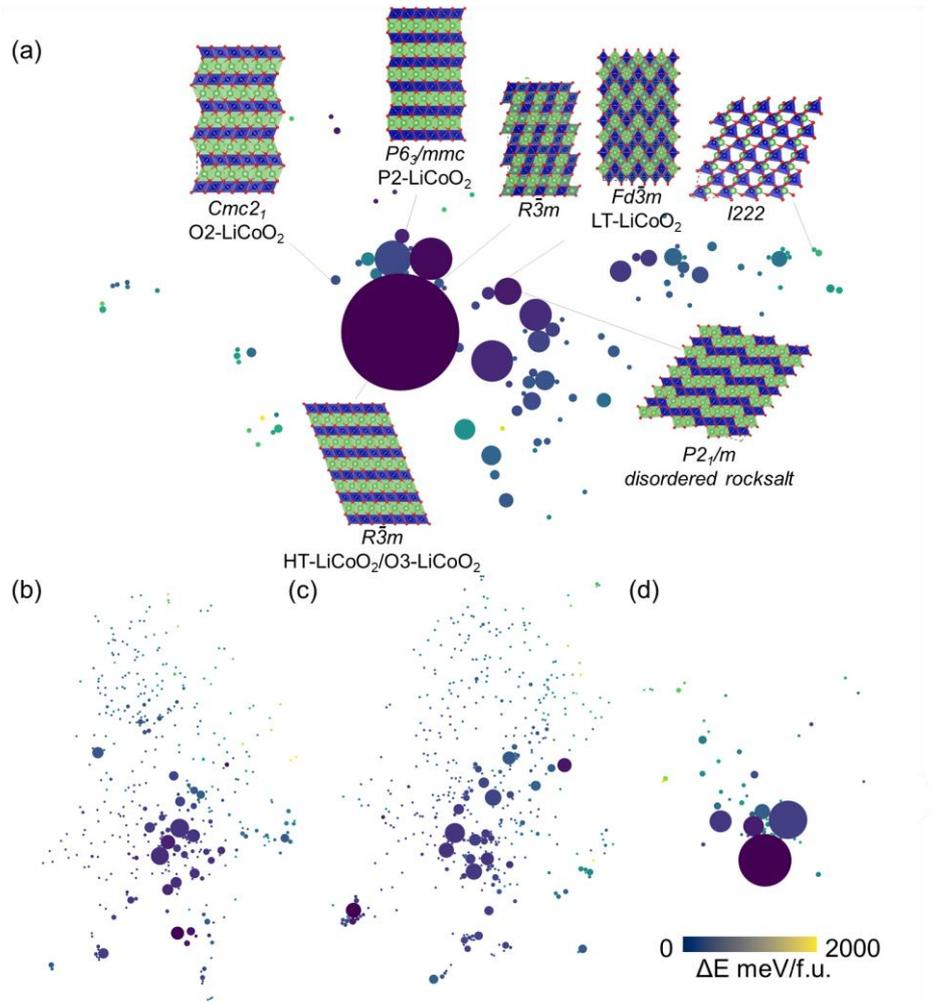 (a)
Cmc2₁
O2-LiCoO₂
P6₃/mmc
P2-LiCoO₂
R3̄m
Fd3̄m
LT-LiCoO₂
I222
P2₁/m
disordered rocksalt
R3̄m
HT-LiCoO₂/O3-LiCoO₂
(b)
(c)
(d)
0 2000
ΔE meV/f.u.